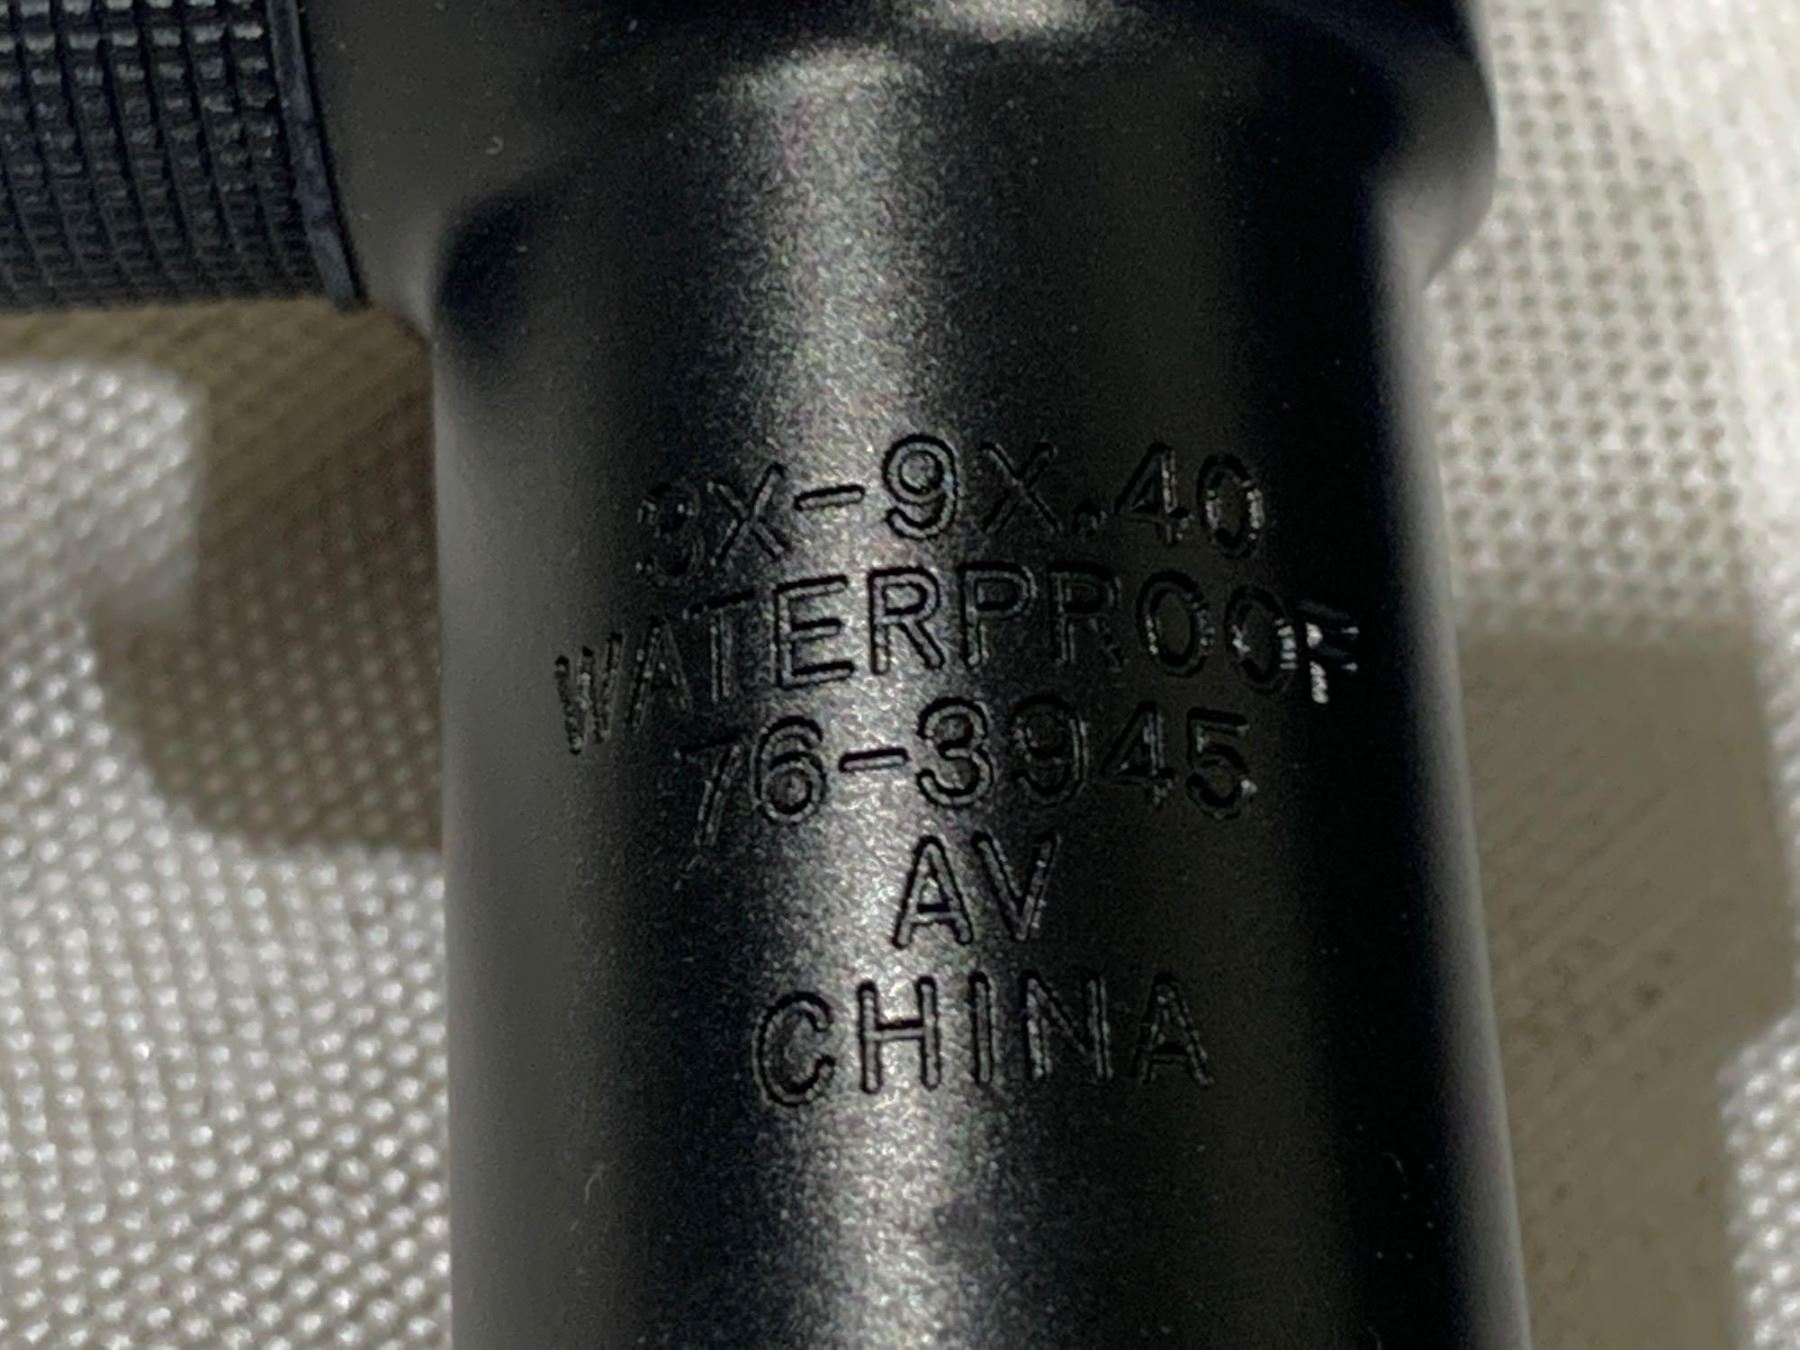 3X-9X.40
WATERPROOF
76-3945
AV
CHINA